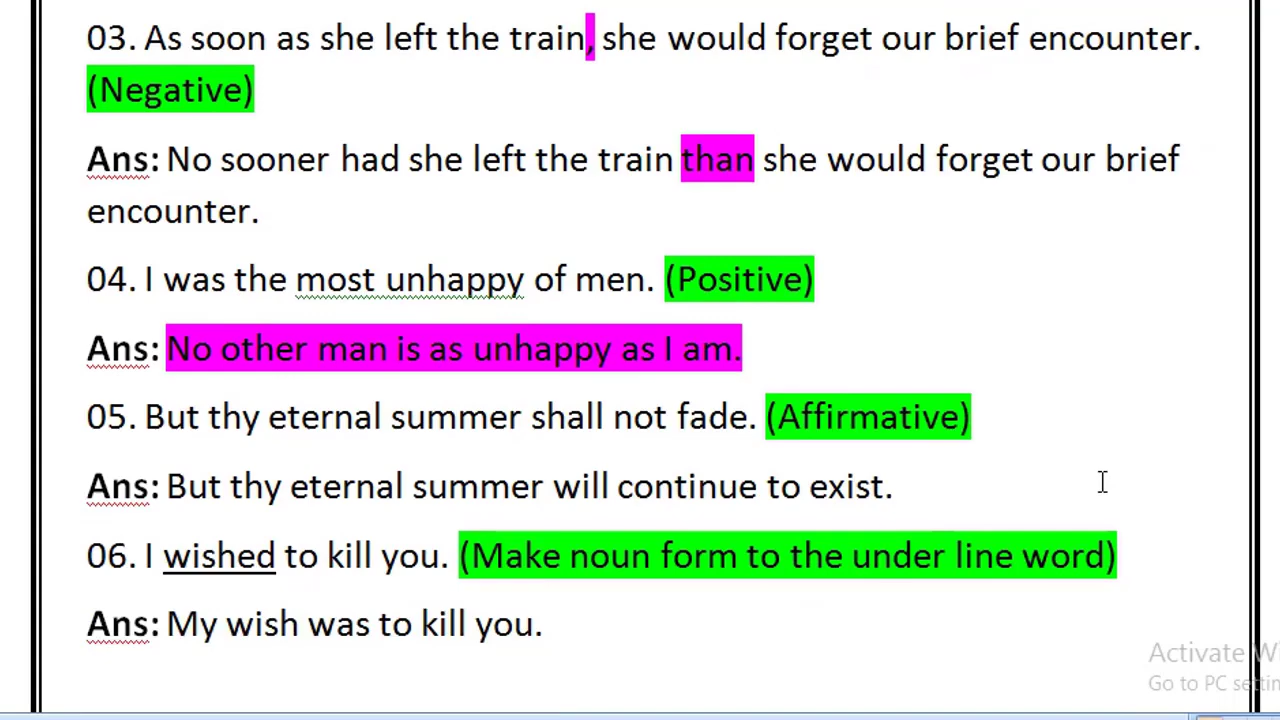 03. As soon as she left the train, she would forget our brief encounter.
(Negative)
Ans: No sooner had she left the train than she would forget our brief
encounter.
04. I was the most unhappy of men. (Positive)
Ans: No other man is as unhappy as I am.
05. But thy eternal summer shall not fade. (Affirmative)
Ans: But thy eternal summer will continue to exist.
06. I wished to kill you. (Make noun form to the under line word)
Ans: My wish was to kill you.
Activate Wi
Go to PC settin